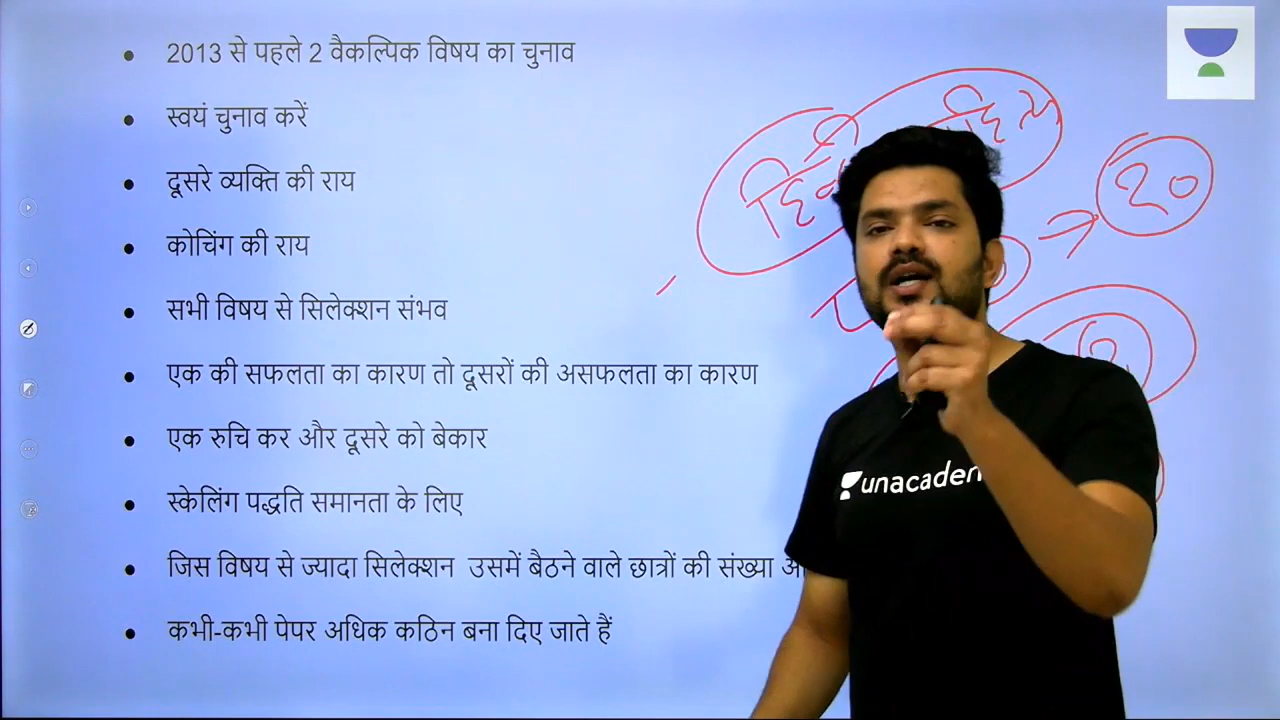 2013 से पहले 2 वैकल्पिक विषय का चुनाव
स्वयं चुनाव करें
दूसरे व्यक्ति की राय
कोचिंग की राय
सभी विषय से सिलेक्शन संभव
एक की सफलता का कारण तो दूसरों की असफलता का कारण
एक रुचि कर और दूसरे को बेकार
स्केलिंग पद्धति समानता के लिए
जिस विषय से ज्यादा सिलेक्शन उसमें बैठने वाले छात्रों की संख्या
कभी-कभी पेपर अधिक कठिन बना दिए जाते हैं